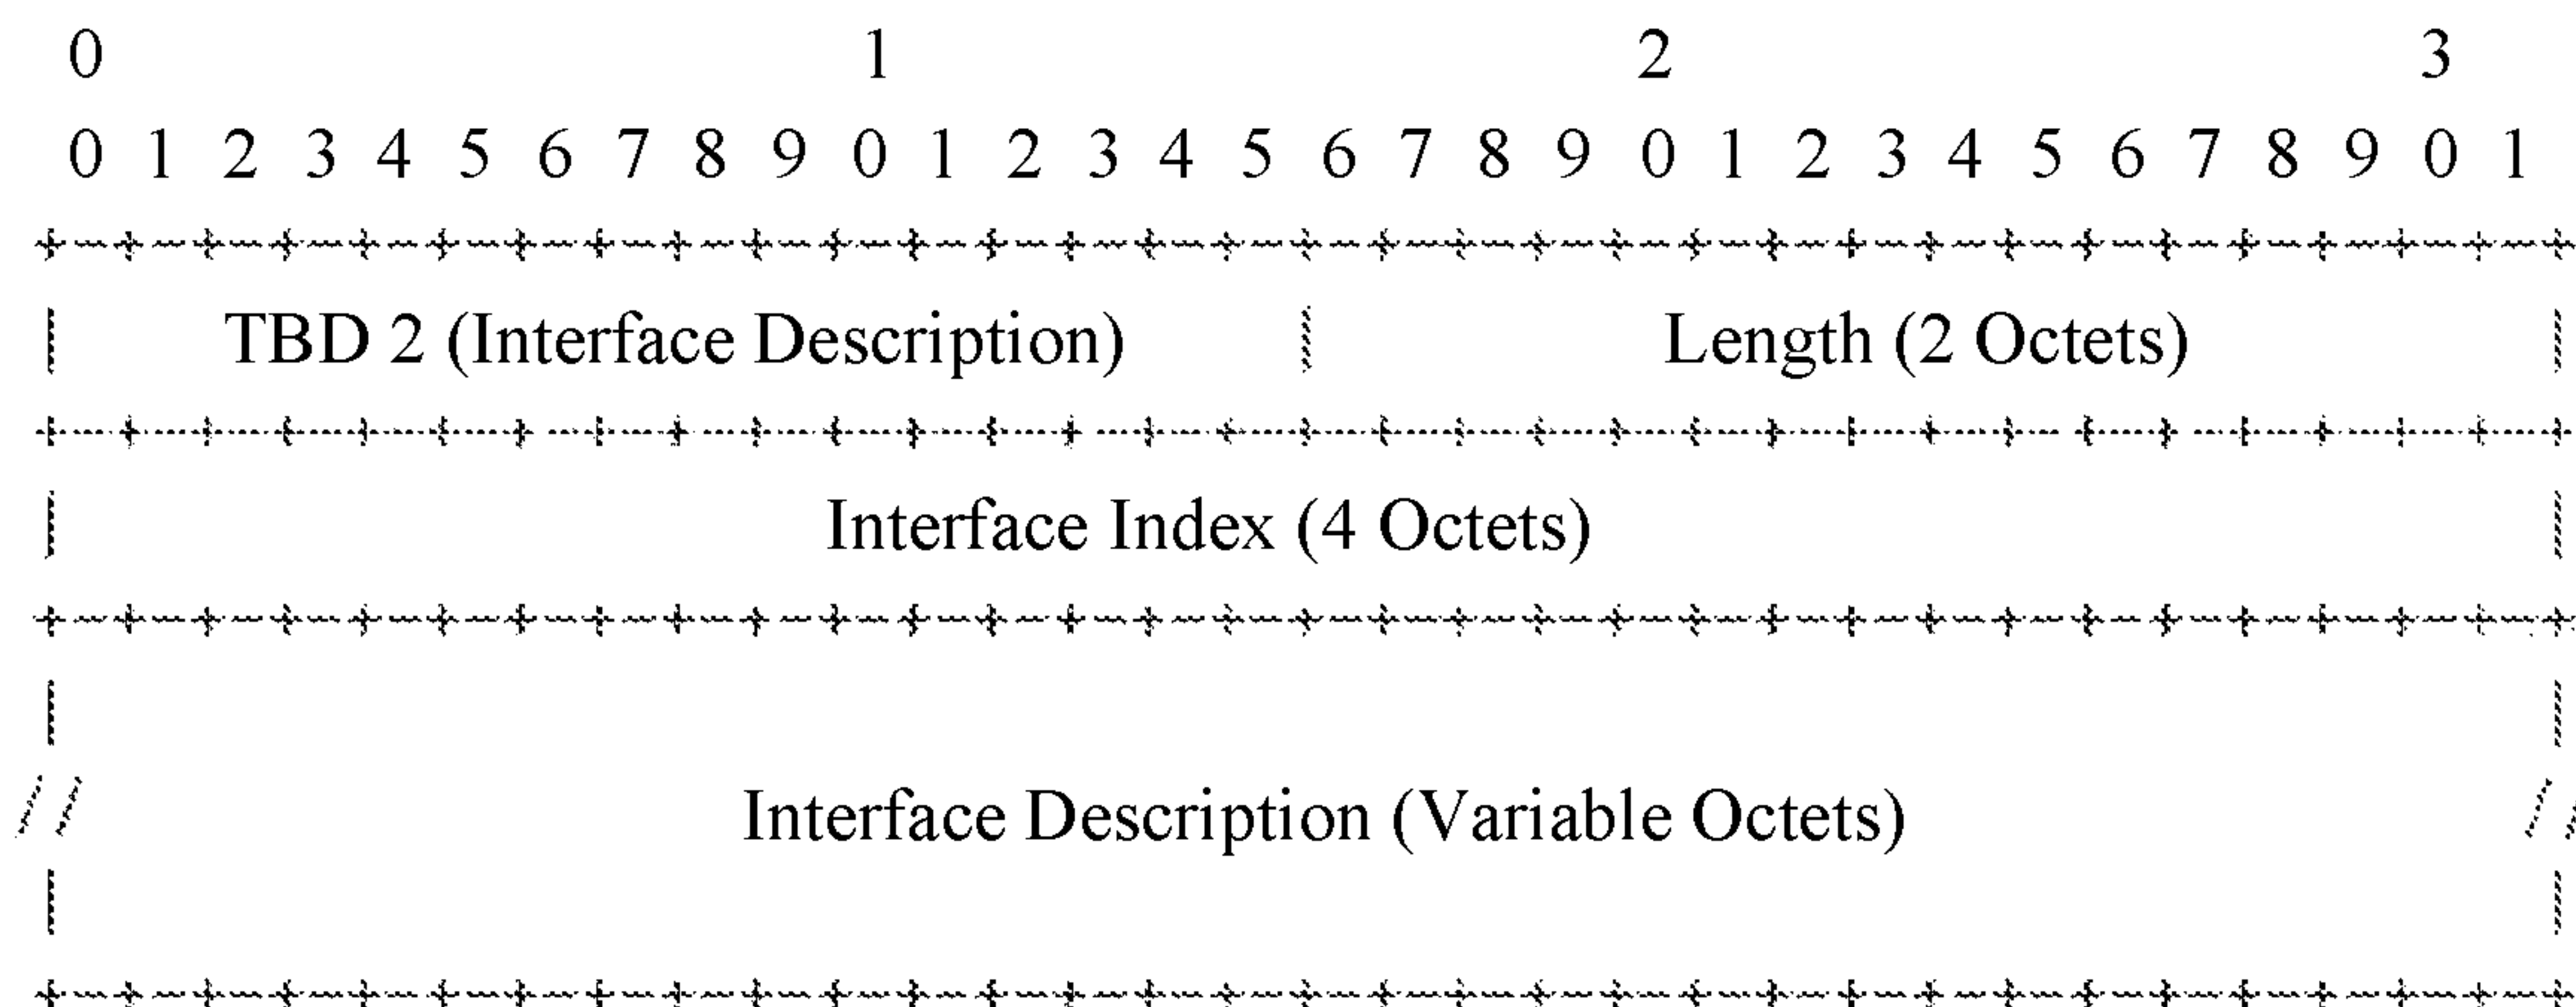 0 1 2 3
0 1 2 3 4 5 6 7 8 9 0 1 2 3 4 5 6 7 8 9 0 1 2 3 4 5 6 7 8 9 0 1
+-+-+-+-+-+-+-+-+-+-+-+-+-+-+-+-+-+-+-+-+-+-+-+-+-+-+-+-+-+-+-+-+
| TBD 2 (Interface Description) | Length (2 Octets) |
+-+-+-+-+-+-+-+-+-+-+-+-+-+-+-+-+-+-+-+-+-+-+-+-+-+-+-+-+-+-+-+-+
| Interface Index (4 Octets) |
+-+-+-+-+-+-+-+-+-+-+-+-+-+-+-+-+-+-+-+-+-+-+-+-+-+-+-+-+-+-+-+-+
| |
// Interface Description (Variable Octets) //
| |
+-+-+-+-+-+-+-+-+-+-+-+-+-+-+-+-+-+-+-+-+-+-+-+-+-+-+-+-+-+-+-+-+